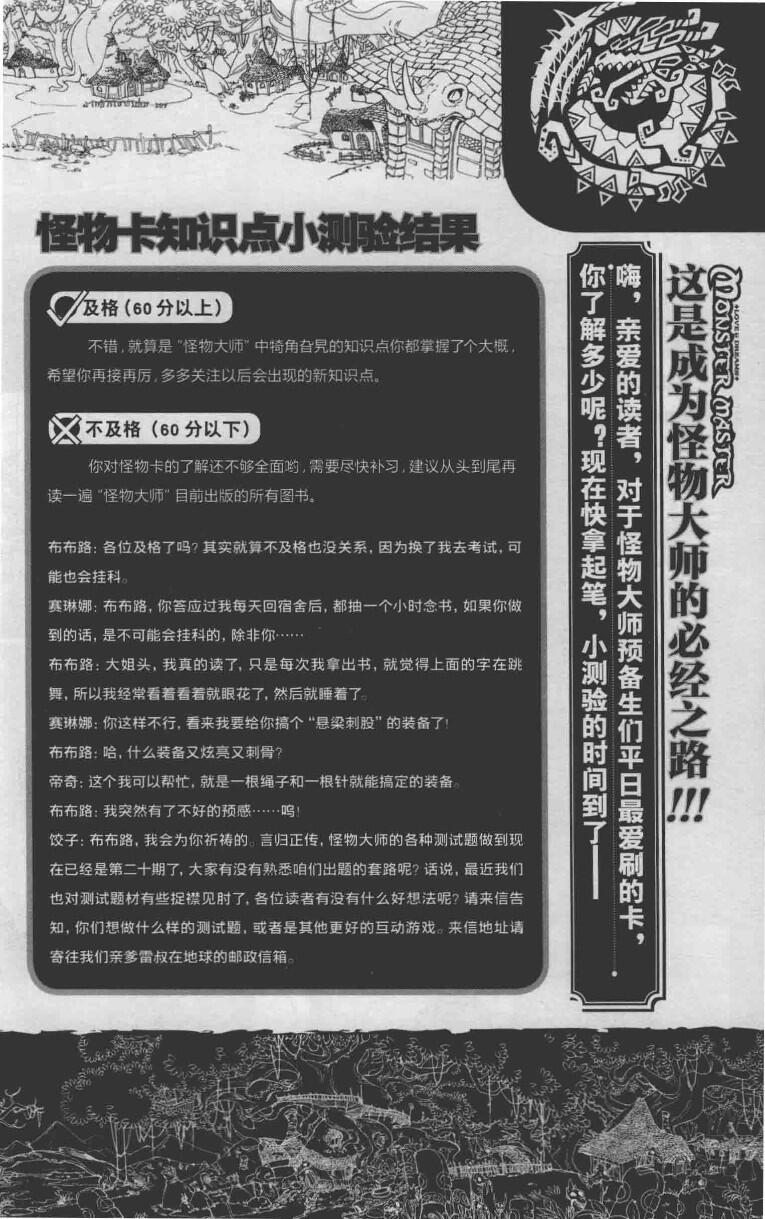 怪物卡知识点小测验结果
及格（60分以上）
不错，就算是“怪物大师”中犄角旮旯的知识点你都掌握了个大概，
希望你再接再厉，多多关注以后会出现的新知识点。
不及格（60分以下）
你对怪物卡的了解还不够全面哟，需要尽快补习，建议从头到尾再
读一遍“怪物大师”目前出版的所有图书。
布布路：各位及格了吗？其实就算不及格也没关系，因为换了我去考试，可
能也会挂科。
赛琳娜：布布路，你答应过我每天回宿舍后，都抽一个小时念书，如果你做
到的话，是不可能会挂科的，除非你……
布布路：大姐头，我真的读了，只是每次我拿出书，就觉得上面的字在跳
舞，所以我经常看着看着就眼花了，然后就睡着了。
赛琳娜：你这样不行，看来我要给你搞个“悬梁刺股”的装备了！
布布路：哈，什么装备又炫亮又刺骨？
帝奇：这个我可以帮忙，就是一根绳子和一根针就能搞定的装备。
布布路：我突然有了不好的预感……呜！
饺子：布布路，我会为你祈祷的。言归正传，怪物大师的各种测试题做到现
在已经是第二十期了，大家有没有熟悉咱们出题的套路呢？话说，最近我们
也对测试题材有些捉襟见肘了，各位读者有没有什么好想法呢？请来信告
知，你们想做什么样的测试题，或者是其他更好的互动游戏。来信地址请
寄往我们亲爹雷叔在地球的邮政信箱。
MONSTER MASTER
+LOVE & DREAMS+
这是成为怪物大师的必经之路!!!
嗨，亲爱的读者，对于怪物大师预备生们平日最爱刷的卡，
你了解多少呢？现在快拿起笔，小测验的时间到了——